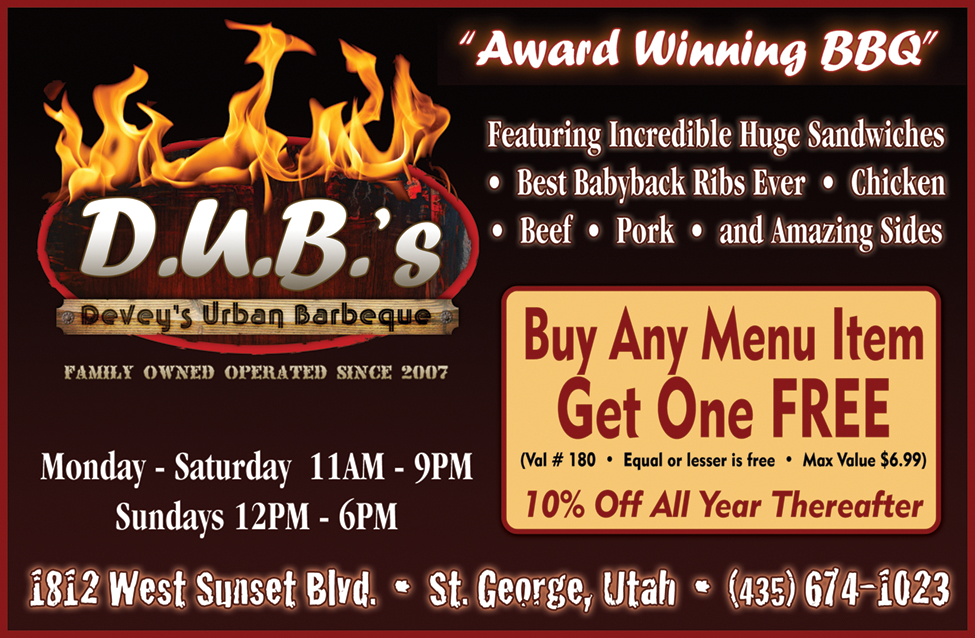 "Award Winning BBQ"
Featuring Incredible Huge Sandwiches
• Best Babyback Ribs Ever • Chicken
• Beef • Pork • and Amazing Sides
D.U.B.'s
DeVey's Urban Barbeque
FAMILY OWNED OPERATED SINCE 2007
Buy Any Menu Item
Get One FREE
(Val # 180 • Equal or lesser is free • Max Value $6.99)
10% Off All Year Thereafter
Monday - Saturday 11AM - 9PM
Sundays 12PM - 6PM
1812 West Sunset Blvd. • St. George, Utah • (435) 674-1023